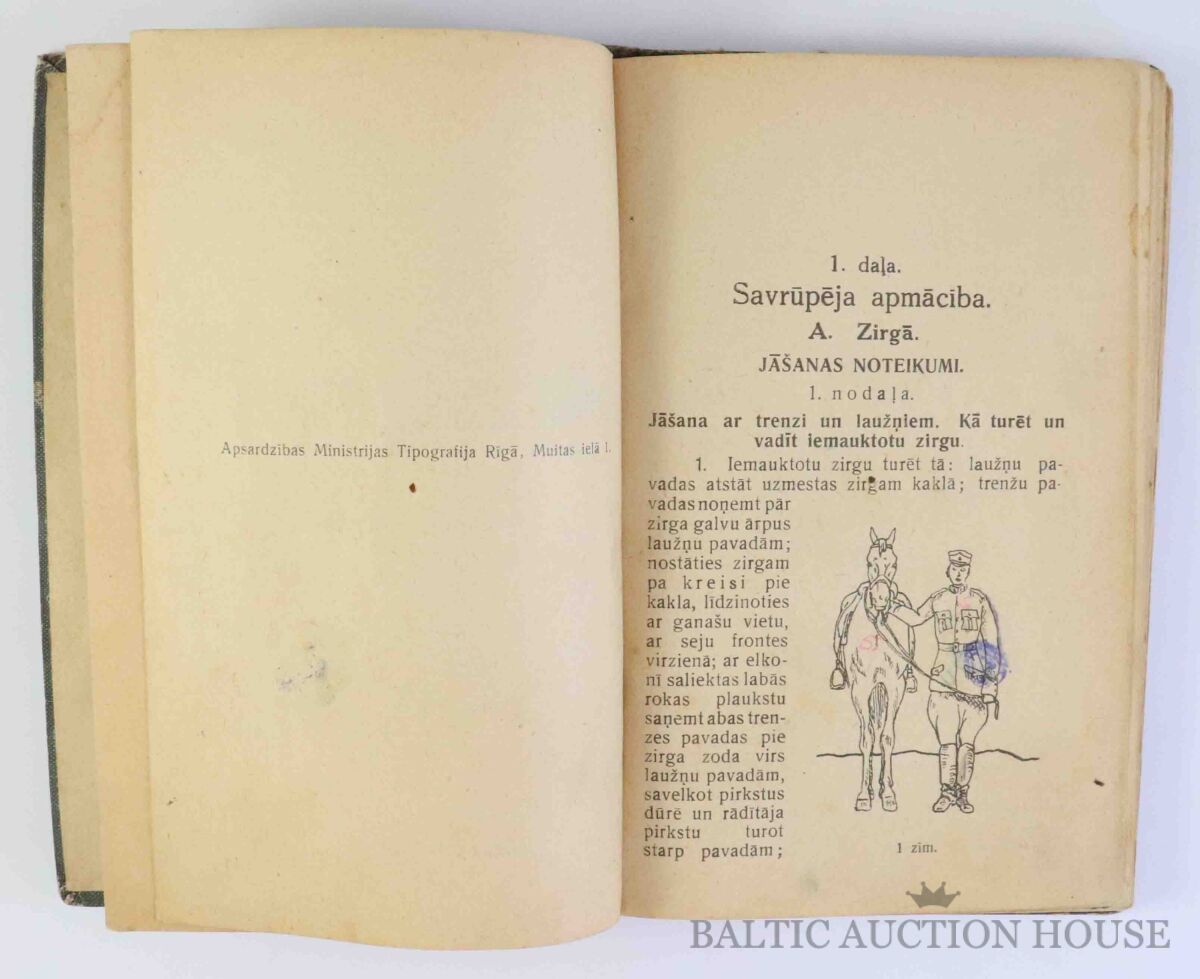 Apsardzības Ministrijas Tipografija Rīgā, Muitas ielā 1.
1. daļa.
Savrūpēja apmācība.
A. Zirgā.
JĀŠANAS NOTEIKUMI.
1. nodaļa.
Jāšana ar trenzi un laužņiem. Kā turēt un
vadīt iemauktotu zirgu.
1. Iemauktotu zirgu turēt tā: laužņu pa-
vadas atstāt uzmestas zirgam kaklā; trenžu pa-
vadas noņemt pār
zirga galvu ārpus
laužņu pavadām;
nostāties zirgam
pa kreisi pie
kakla, līdzinoties
ar ganašu vietu,
ar seju frontes
virzienā; ar elko-
nī saliektas labās
rokas plaukstu
saņemt abas tren-
zes pavadas pie
zirga zoda virs
laužņu pavadām,
savelkot pirkstus
dūrē un rādītāja
pirkstu turot
starp pavadām;
1 zīm.
BALTIC AUCTION HOUSE